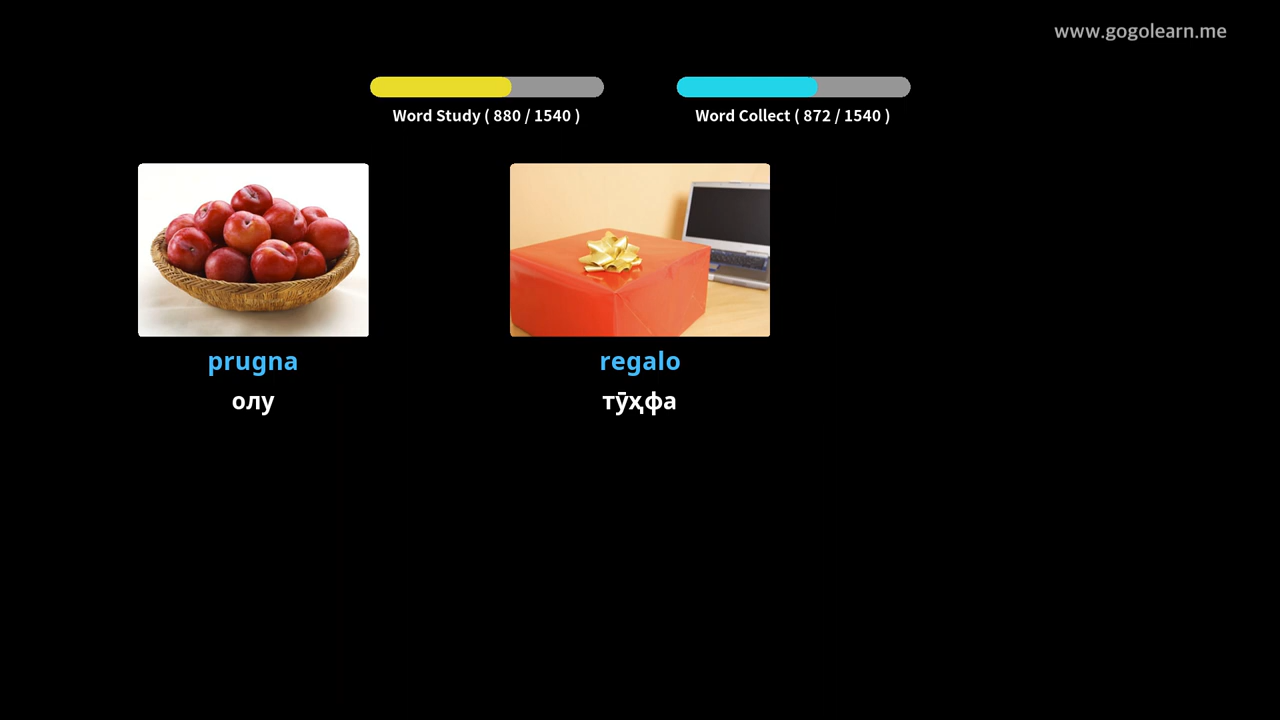 www.gogolearn.me
Word Study ( 880 / 1540 )
Word Collect ( 872 / 1540 )
prugna
олу
regalo
тӯҳфа